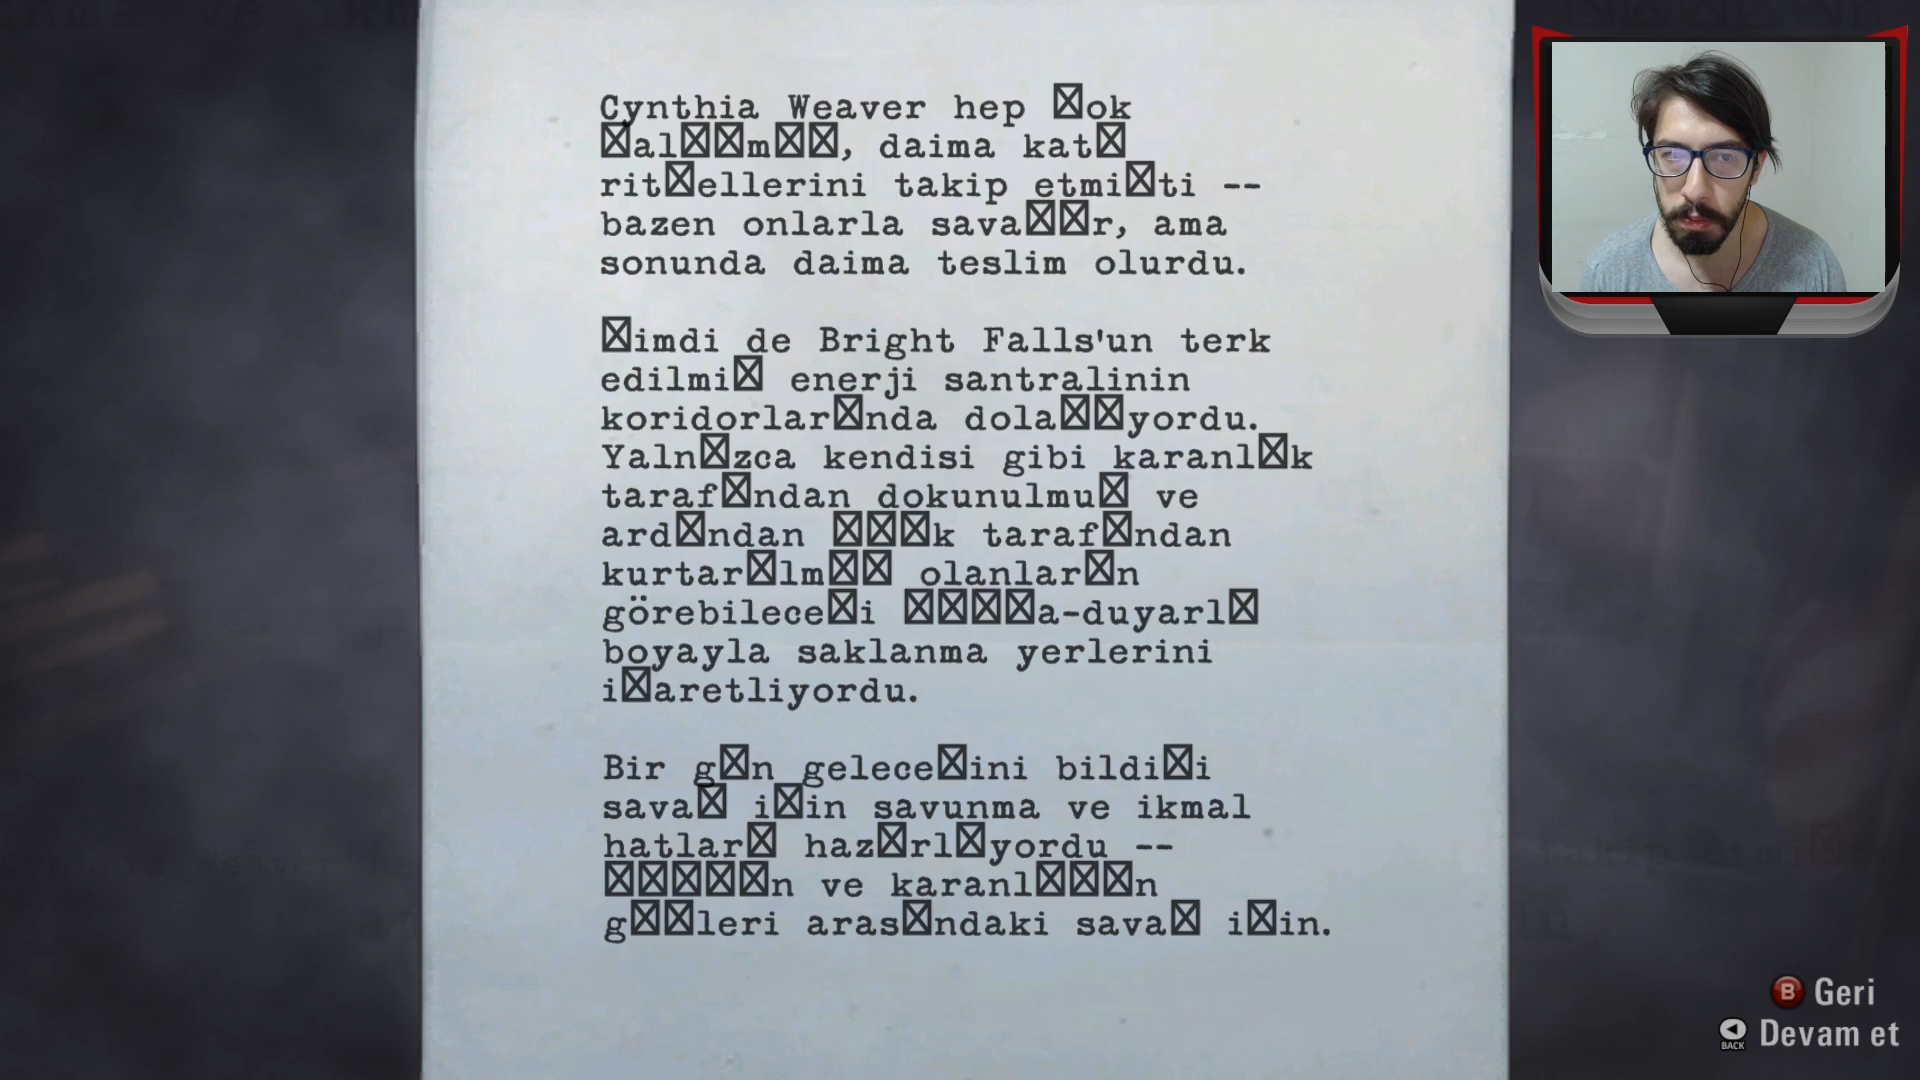 Cynthia Weaver hep ☒ok
☒al☒☒m☒☒, daima kat☒
rit☒ellerini takip etmi☒ti --
bazen onlarla sava☒☒r, ama
sonunda daima teslim olurdu.
☒imdi de Bright Falls'un terk
edilmi☒ enerji santralinin
koridorlar☒nda dola☒☒yordu.
Yaln☒zca kendisi gibi karanl☒k
taraf☒ndan dokunulmu☒ ve
ard☒ndan ☒☒☒k taraf☒ndan
kurtar☒lm☒☒ olanlar☒n
görebilece☒i ☒☒☒☒a-duyarl☒
boyayla saklanma yerlerini
i☒aretliyordu.
Bir g☒n gelece☒ini bildi☒i
sava☒ i☒in savunma ve ikmal
hatlar☒ haz☒rl☒yordu --
☒☒☒☒☒n ve karanl☒☒☒n
g☒☒leri aras☒ndaki sava☒ i☒in.
B Geri
BACK Devam et